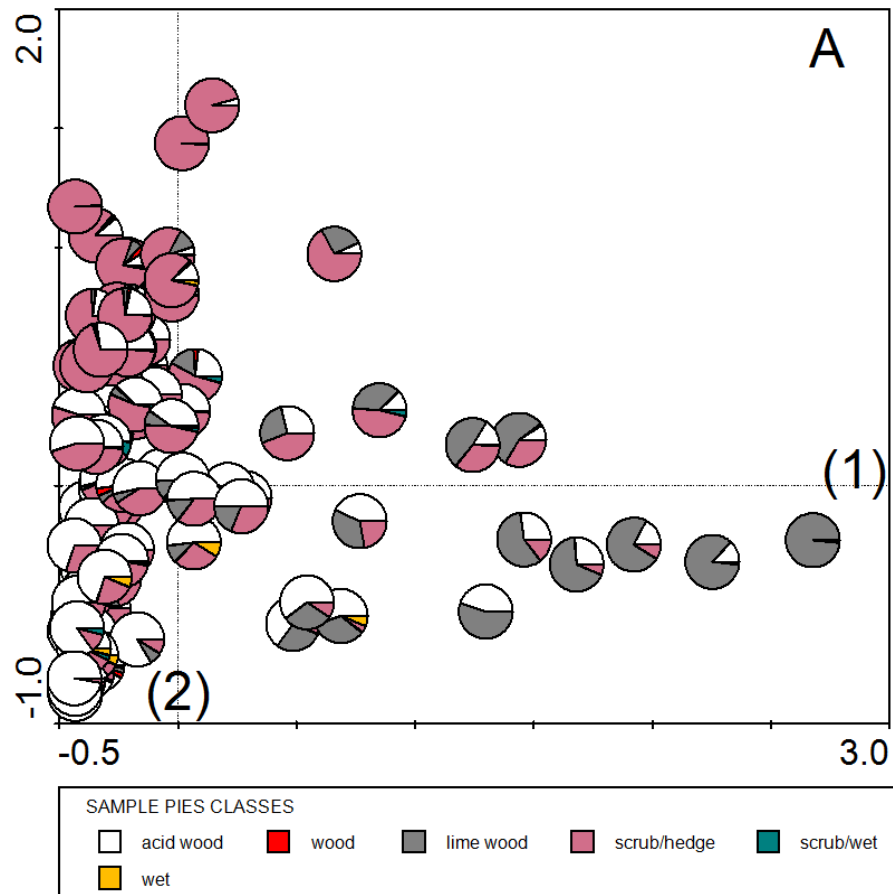 2.0
A
(1)
(2)
-1.0
-0.5
3.0
SAMPLE PIES CLASSES
acid wood
wood
lime wood
scrub/hedge
scrub/wet
wet